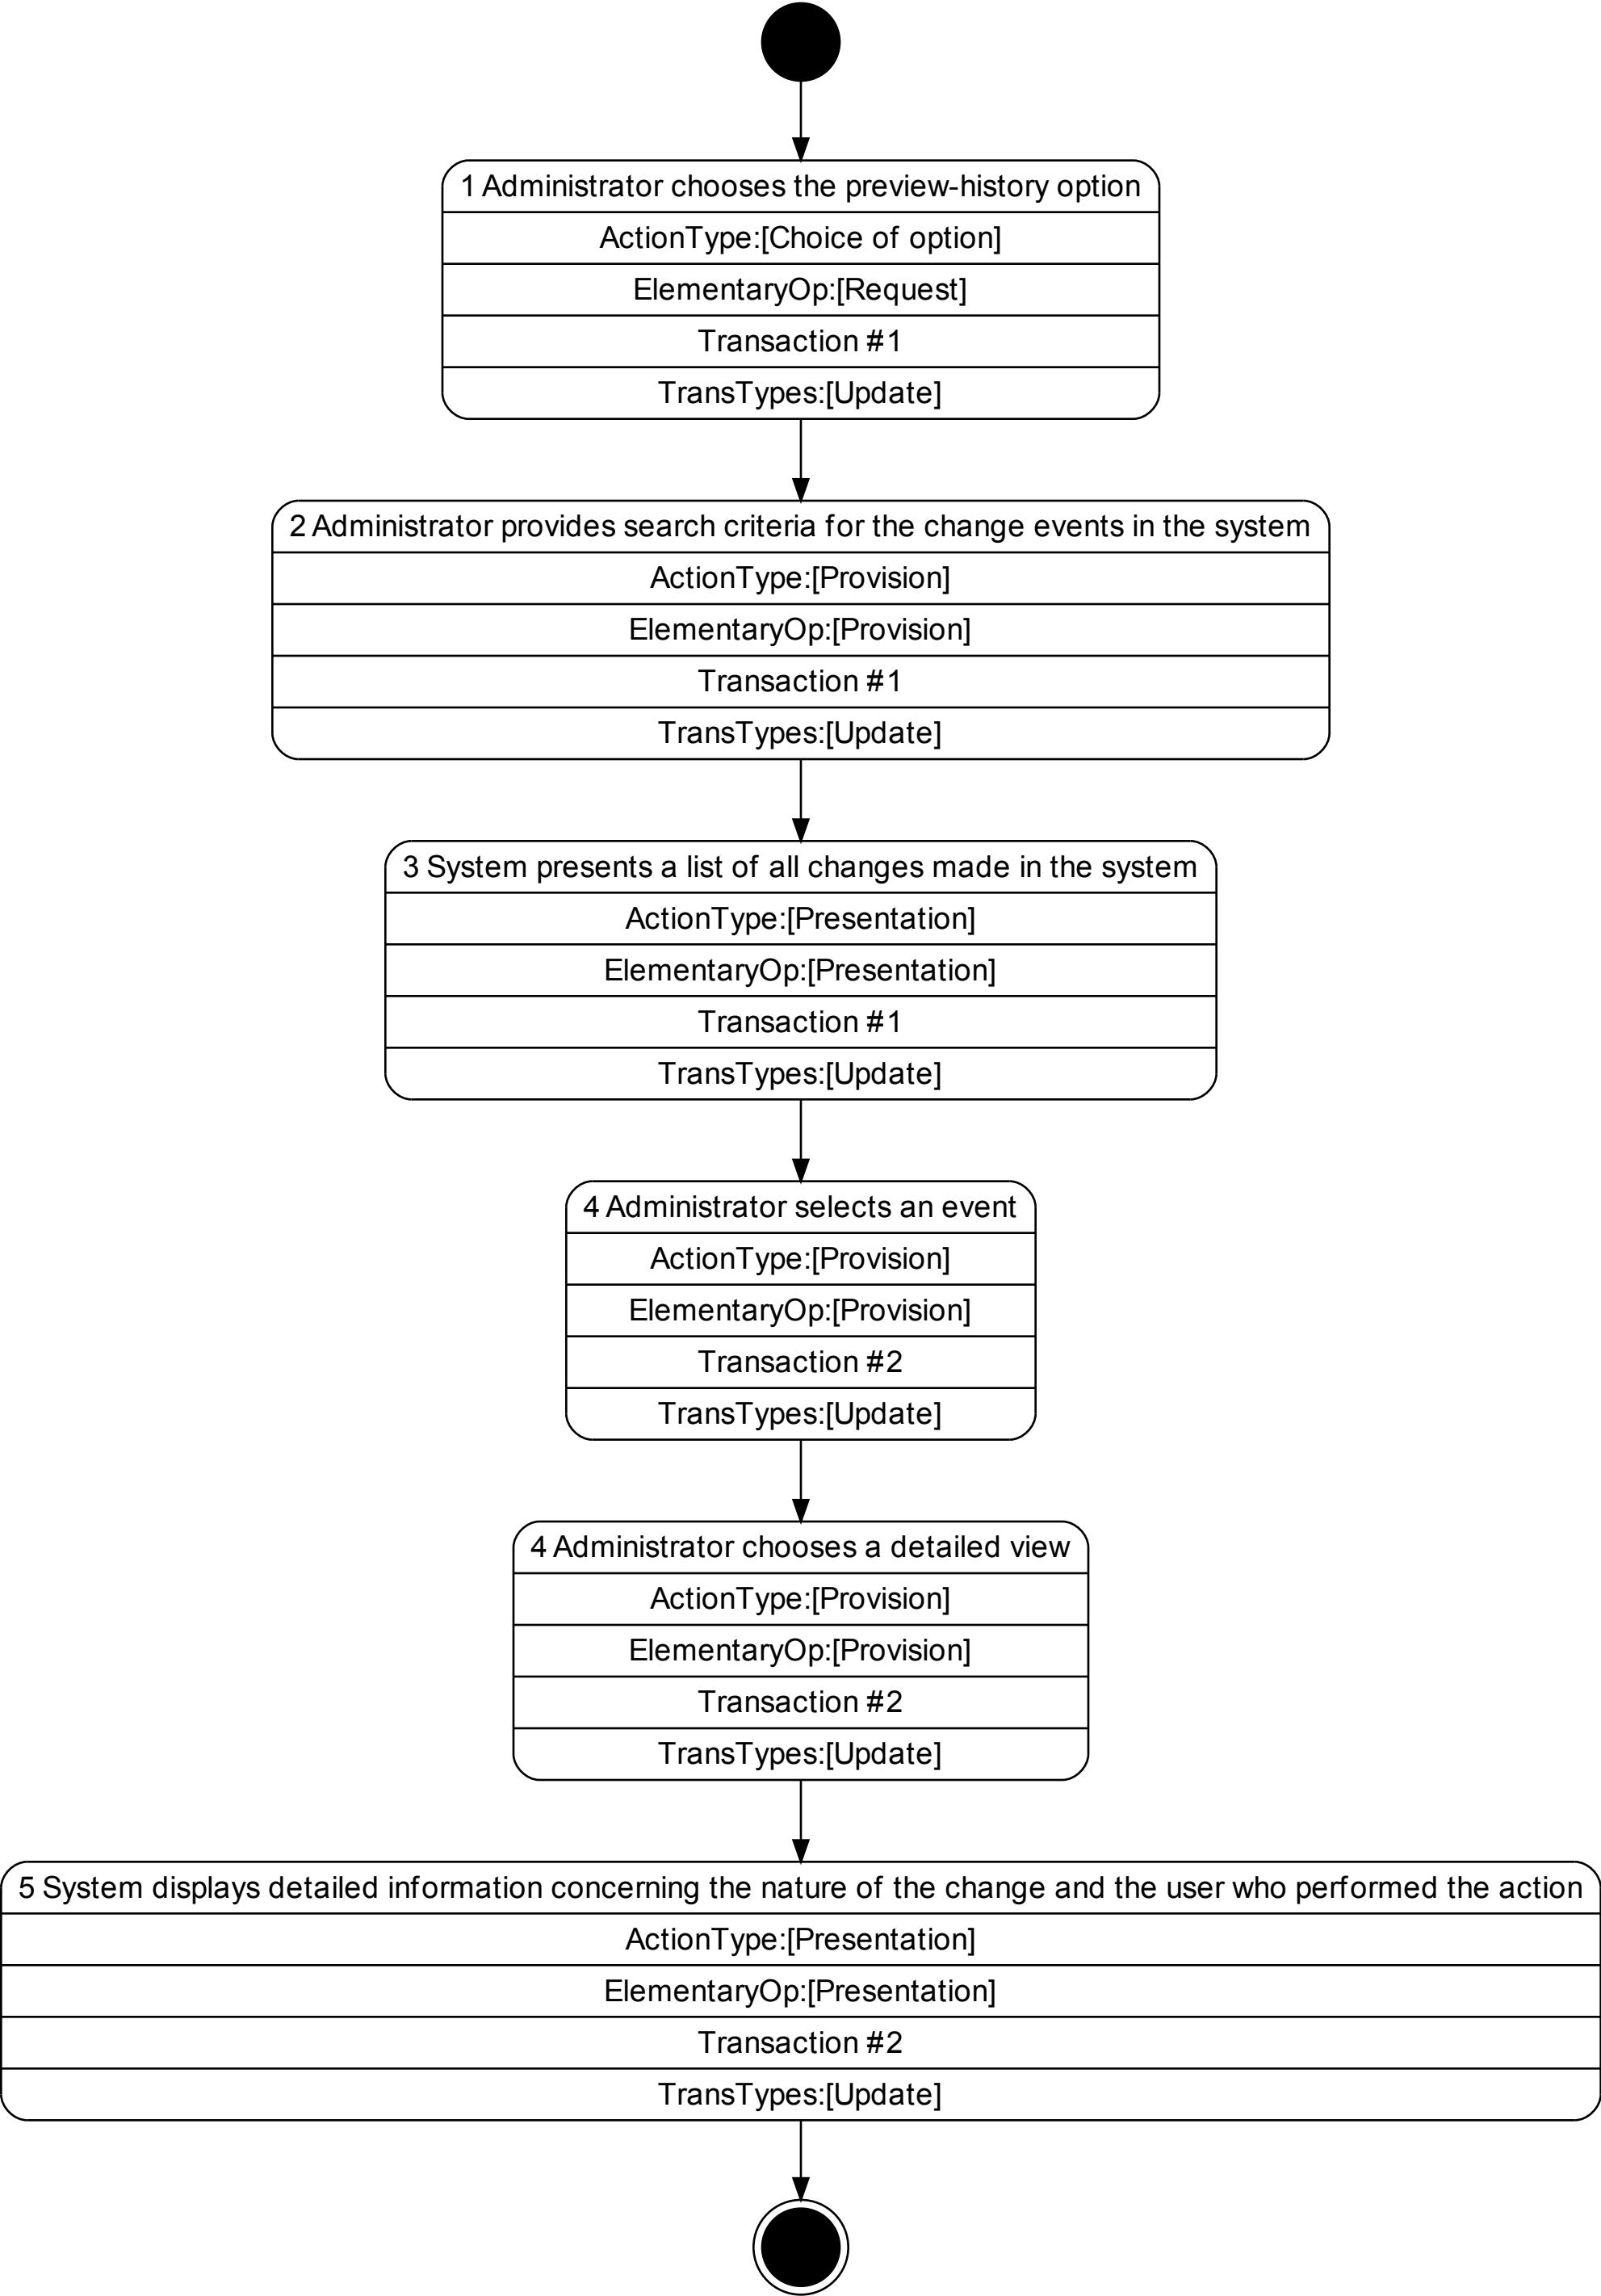 1 Administrator chooses the preview-history option
ActionType:[Choice of option]
ElementaryOp:[Request]
Transaction #1
TransTypes:[Update]
2 Administrator provides search criteria for the change events in the system
ActionType:[Provision]
ElementaryOp:[Provision]
Transaction #1
TransTypes:[Update]
3 System presents a list of all changes made in the system
ActionType:[Presentation]
ElementaryOp:[Presentation]
Transaction #1
TransTypes:[Update]
4 Administrator selects an event
ActionType:[Provision]
ElementaryOp:[Provision]
Transaction #2
TransTypes:[Update]
4 Administrator chooses a detailed view
ActionType:[Provision]
ElementaryOp:[Provision]
Transaction #2
TransTypes:[Update]
5 System displays detailed information concerning the nature of the change and the user who performed the action
ActionType:[Presentation]
ElementaryOp:[Presentation]
Transaction #2
TransTypes:[Update]